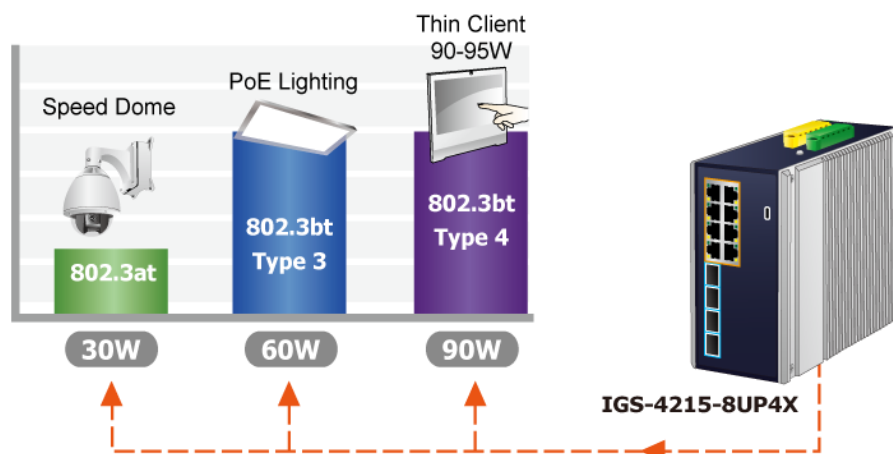 Thin Client
90-95W
PoE Lighting
Speed Dome
802.3at
802.3bt
Type 3
802.3bt
Type 4
30W
60W
90W
IGS-4215-8UP4X